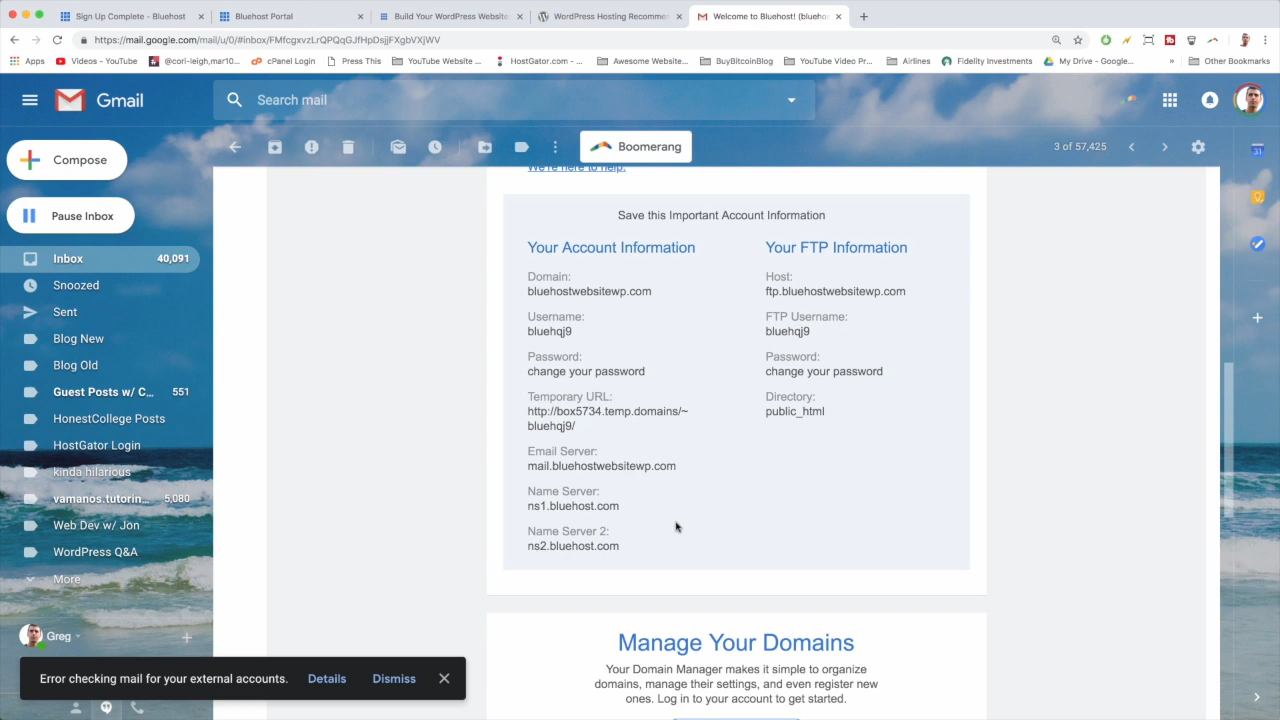 Sign Up Complete - Bluehost
Bluehost Portal
Build Your WordPress Website
WordPress Hosting Recommen
Welcome to Bluehost! (blueho
https://mail.google.com/mail/u/0/#inbox/FMfcgxvzLrQPQqGJfHpDsjjFXgbVXjWV
Apps
Videos - YouTube
@cori-leigh,mar10...
cPanel Login
Press This
YouTube Website ...
HostGator.com - ...
Awesome Website...
BuyBitcoinBlog
YouTube Video Pr...
Airlines
Fidelity Investments
My Drive - Google...
»
Other Bookmarks
Gmail
Search mail
Compose
Boomerang
3 of 57,425
Pause Inbox
Inbox 40,091
Snoozed
Sent
Blog New
Blog Old
Guest Posts w/ C... 551
HonestCollege Posts
HostGator Login
kinda hilarious
vamanos.tutorin... 5,080
Web Dev w/ Jon
WordPress Q&A
More
Greg
We're here to help.
Save this Important Account Information
Your Account Information
Domain:
bluehostwebsitewp.com
Username:
bluehqj9
Password:
change your password
Temporary URL:
http://box5734.temp.domains/~
bluehqj9/
Email Server:
mail.bluehostwebsitewp.com
Name Server:
ns1.bluehost.com
Name Server 2:
ns2.bluehost.com
Your FTP Information
Host:
ftp.bluehostwebsitewp.com
FTP Username:
bluehqj9
Password:
change your password
Directory:
public_html
Manage Your Domains
Your Domain Manager makes it simple to organize
domains, manage their settings, and even register new
ones. Log in to your account to get started.
Error checking mail for your external accounts. Details Dismiss
31